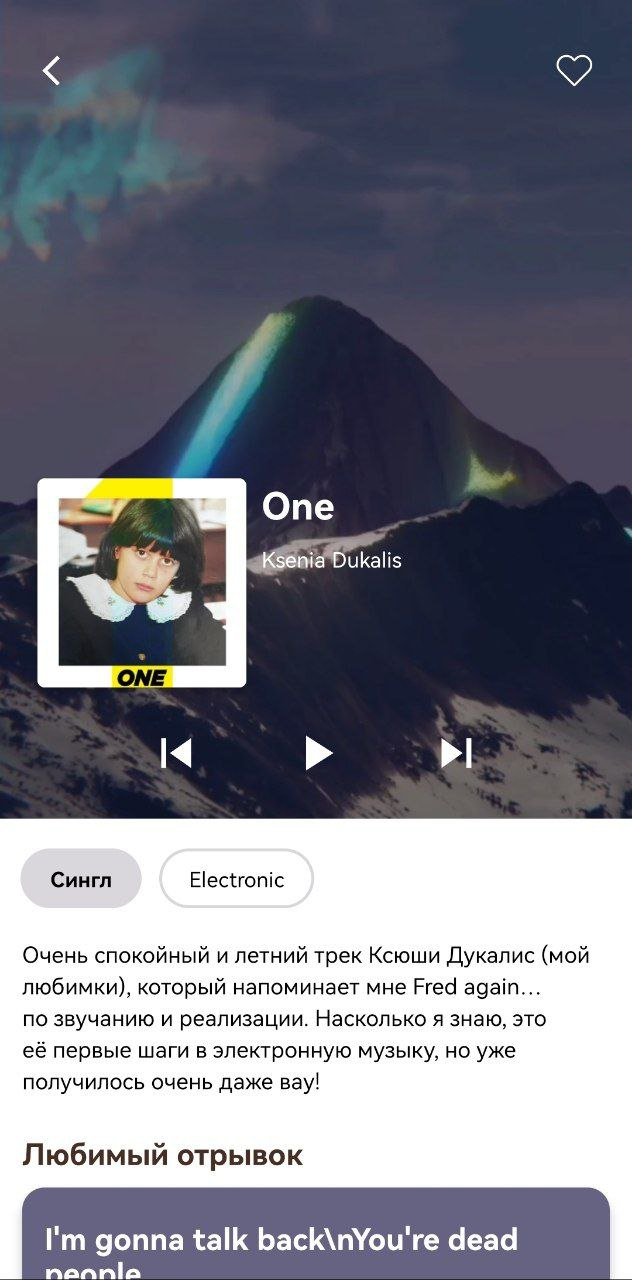 One
Ksenia Dukalis
ONE
Сингл
Electronic
Очень спокойный и летний трек Ксюши Дукалис (мой
любимки), который напоминает мне Fred again...
по звучанию и реализации. Насколько я знаю, это
её первые шаги в электронную музыку, но уже
получилось очень даже вау!
Любимый отрывок
I'm gonna talk back\nYou're dead
people